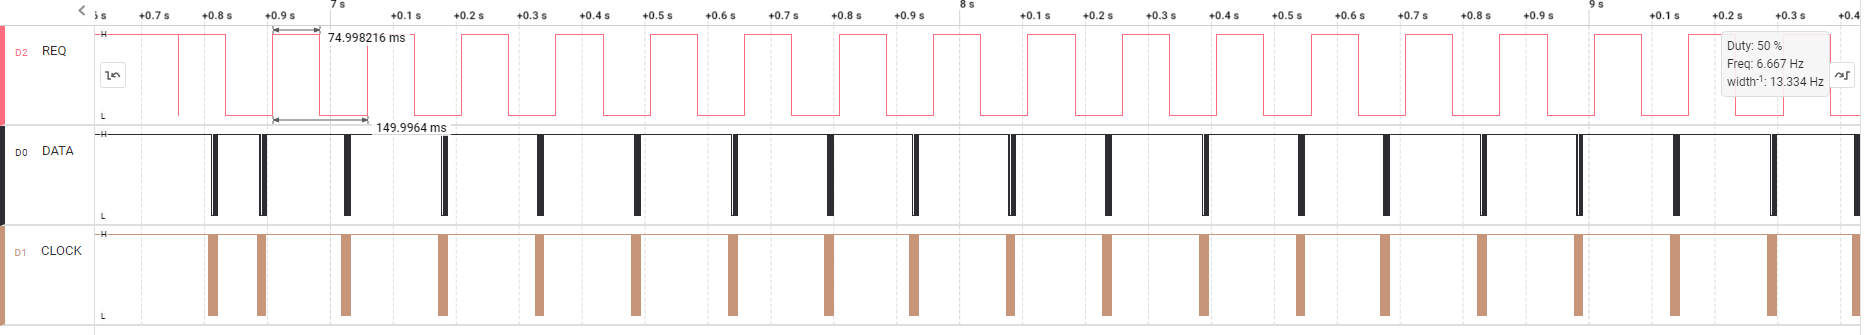 6 s +0.7 s +0.8 s +0.9 s 7 s +0.1 s +0.2 s +0.3 s +0.4 s +0.5 s +0.6 s +0.7 s +0.8 s +0.9 s 8 s +0.1 s +0.2 s +0.3 s +0.4 s +0.5 s +0.6 s +0.7 s +0.8 s +0.9 s 9 s +0.1 s +0.2 s +0.3 s +0.4
D2 REQ
H
L
74.998216 ms
149.9964 ms
Duty: 50 %
Freq: 6.667 Hz
width-1: 13.334 Hz
D0 DATA
H
L
D1 CLOCK
H
L